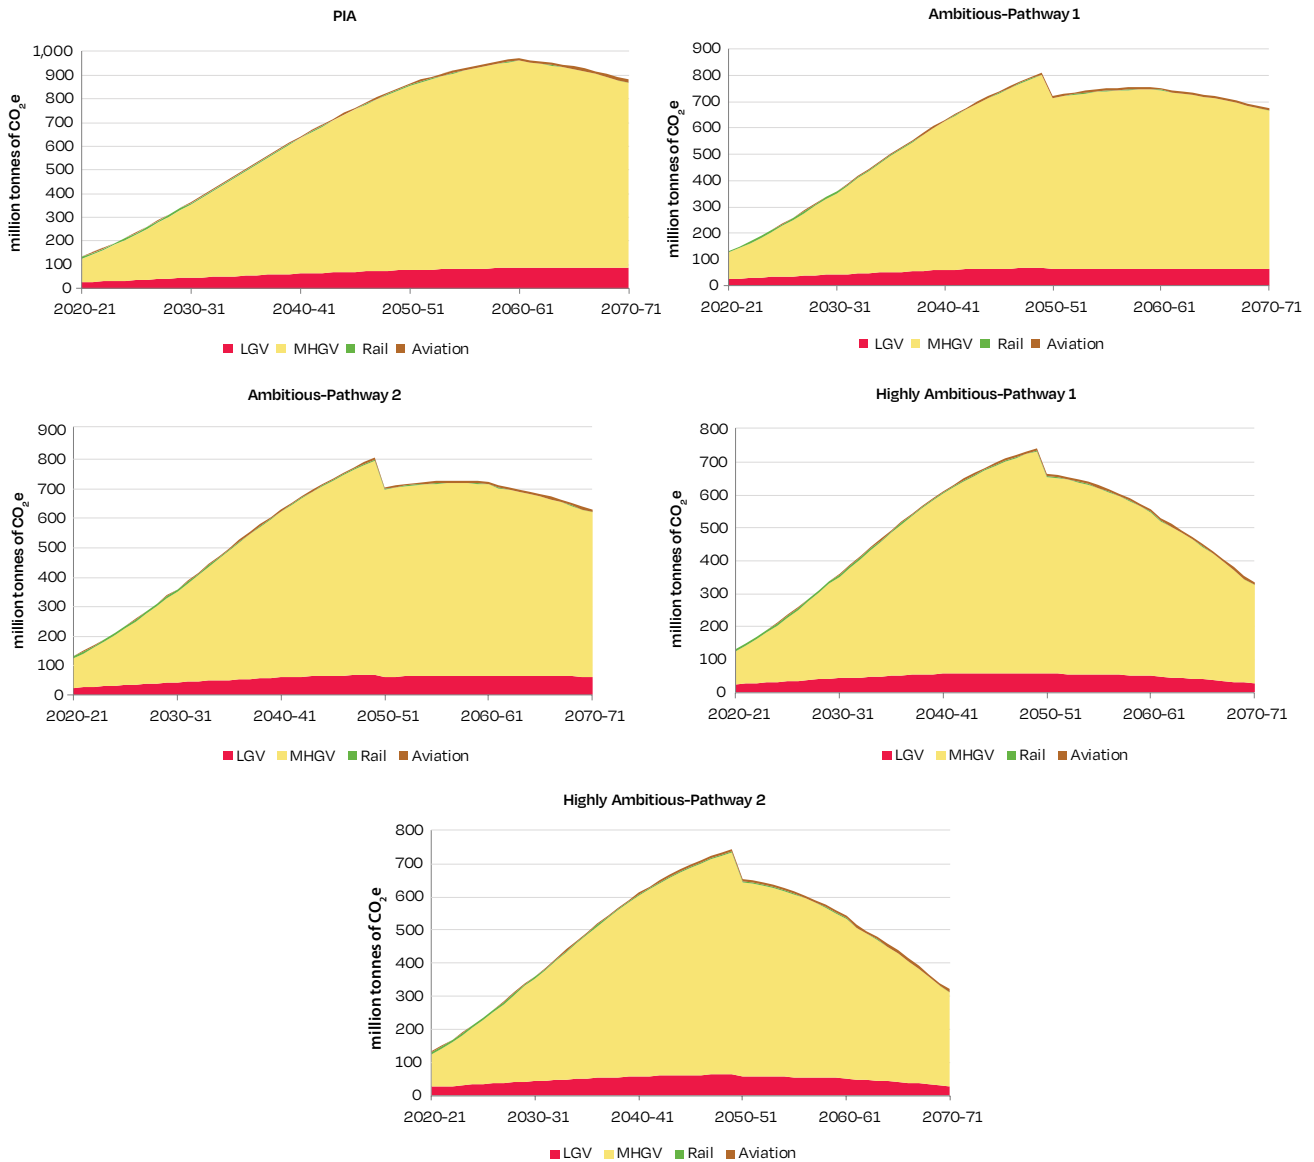 PIA
million tonnes of CO₂e
1,000
900
800
700
600
500
400
300
200
100
0
2020-21 2030-31 2040-41 2050-51 2060-61 2070-71
LGV MHGV Rail Aviation
Ambitious-Pathway 1
million tonnes of CO₂e
900
800
700
600
500
400
300
200
100
0
2020-21 2030-31 2040-41 2050-51 2060-61 2070-71
LGV MHGV Rail Aviation
Ambitious-Pathway 2
million tonnes of CO₂e
900
800
700
600
500
400
300
200
100
0
2020-21 2030-31 2040-41 2050-51 2060-61 2070-71
LGV MHGV Rail Aviation
Highly Ambitious-Pathway 1
million tonnes of CO₂e
800
700
600
500
400
300
200
100
0
2020-21 2030-31 2040-41 2050-51 2060-61 2070-71
LGV MHGV Rail Aviation
Highly Ambitious-Pathway 2
million tonnes of CO₂e
800
700
600
500
400
300
200
100
0
2020-21 2030-31 2040-41 2050-51 2060-61 2070-71
LGV MHGV Rail Aviation